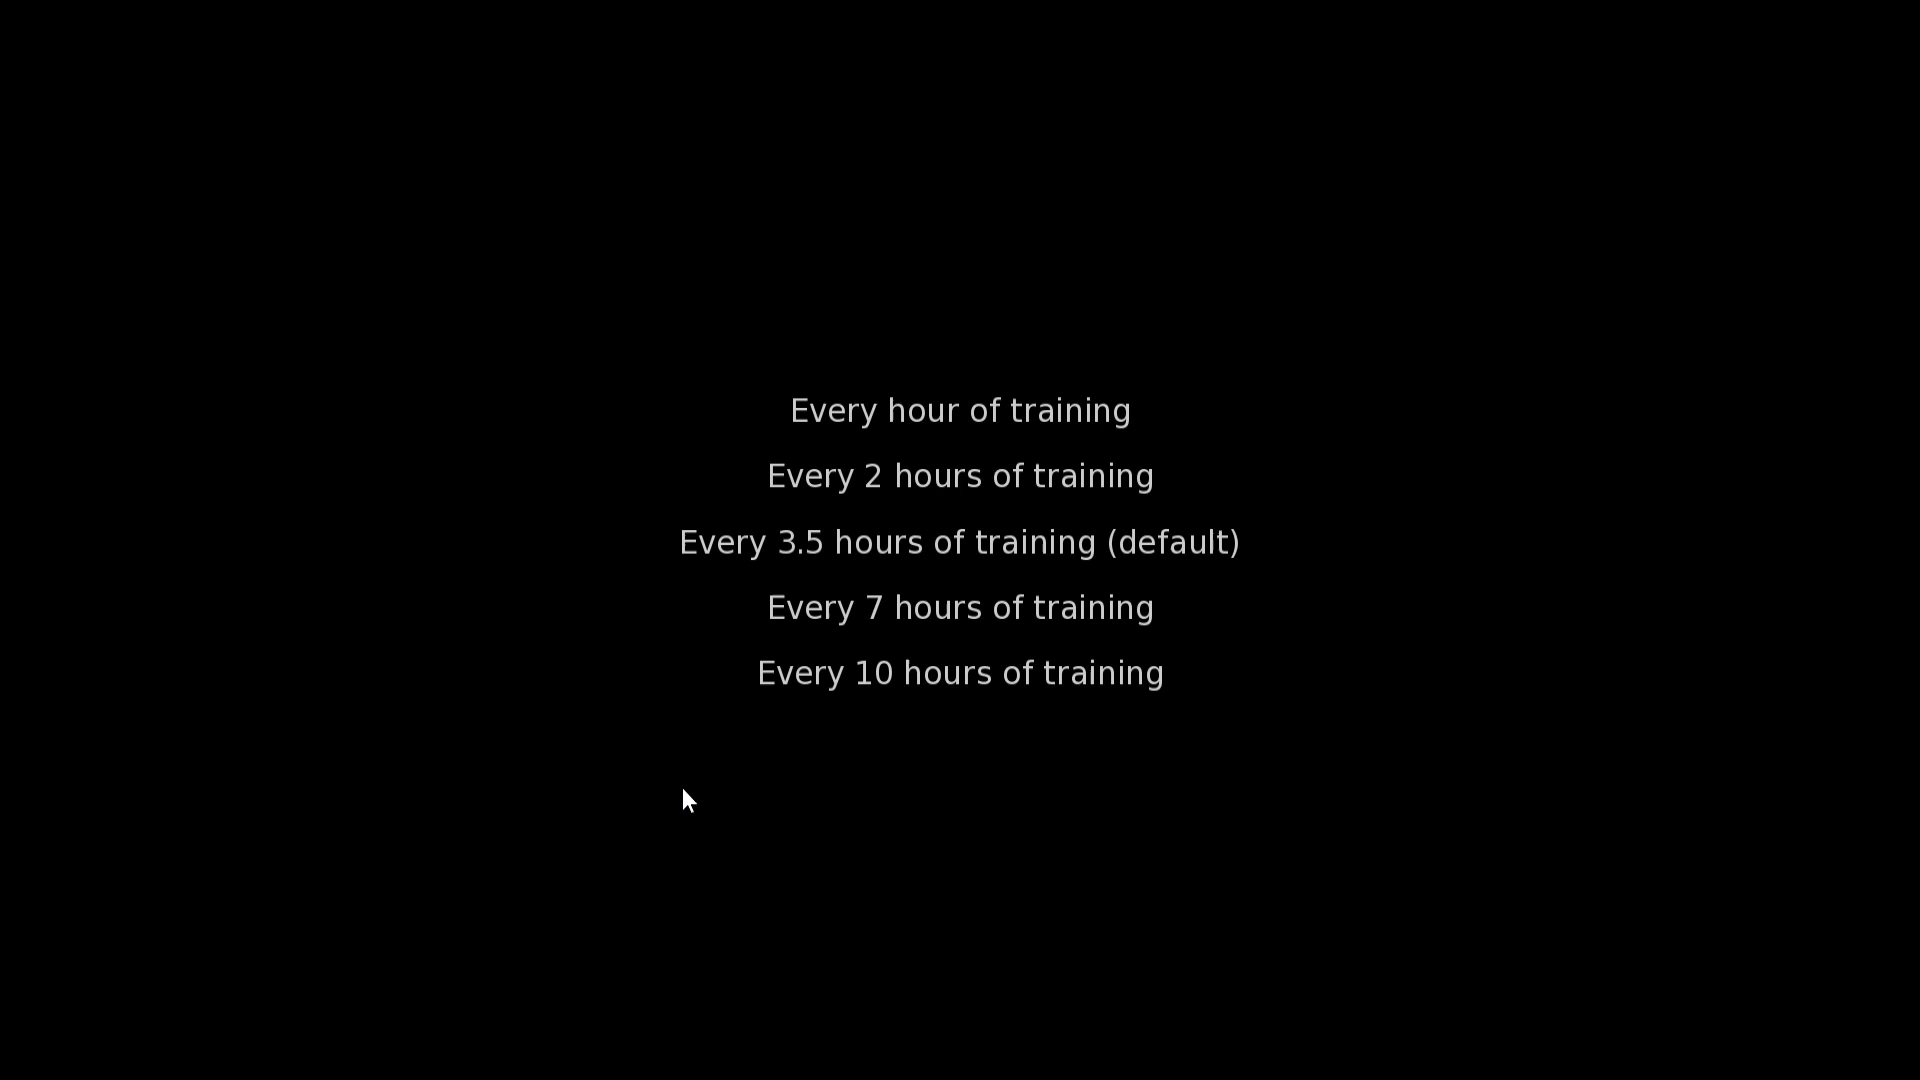 Every hour of training
Every 2 hours of training
Every 3.5 hours of training (default)
Every 7 hours of training
Every 10 hours of training